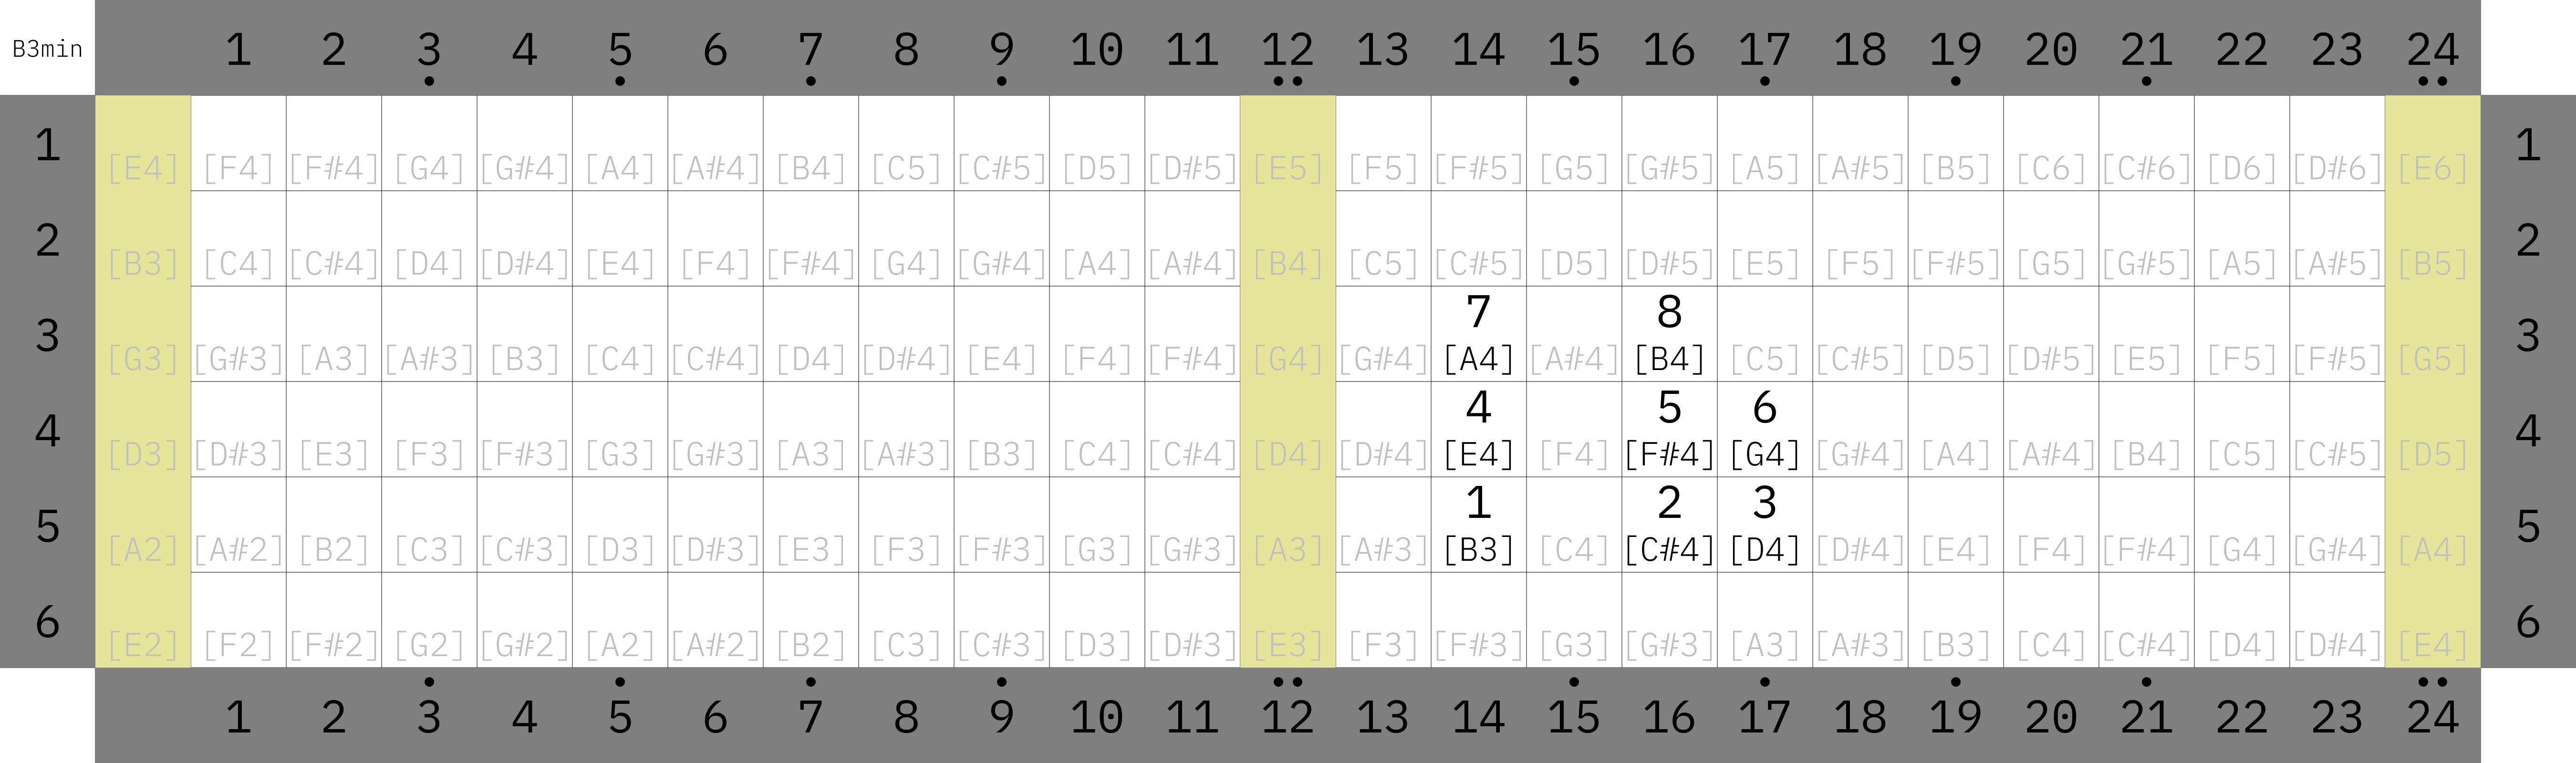 B3min 1 2 3 4 5 6 7 8 9 10 11 12 13 14 15 16 17 18 19 20 21 22 23 24
7 8
1 [E4] [F4] [F#4] [G4] [G#4] [A4] [A#4] [B4] [C5] [C#5] [D5] [D#5] [E5] [F5] [F#5] [G5] [G#5] [A5] [A#5] [B5] [C6] [C#6] [D6] [D#6] [E6] 1
2 [B3] [C4] [C#4] [D4] [D#4] [E4] [F4] [F#4] [G4] [G#4] [A4] [A#4] [B4] [C5] [C#5] [D5] [D#5] [E5] [F5] [F#5] [G5] [G#5] [A5] [A#5] [B5] 2
3 [G3] [G#3] [A3] [A#3] [B3] [C4] [C#4] [D4] [D#4] [E4] [F4] [F#4] [G4] [G#4] [A4] [A#4] [B4] [C5] [C#5] [D5] [D#5] [E5] [F5] [F#5] [G5] 3
4 5 6
4 [D3] [D#3] [E3] [F3] [F#3] [G3] [G#3] [A3] [A#3] [B3] [C4] [C#4] [D4] [D#4] [E4] [F4] [F#4] [G4] [G#4] [A4] [A#4] [B4] [C5] [C#5] [D5] 4
1 2 3
5 [A2] [A#2] [B2] [C3] [C#3] [D3] [D#3] [E3] [F3] [F#3] [G3] [G#3] [A3] [A#3] [B3] [C4] [C#4] [D4] [D#4] [E4] [F4] [F#4] [G4] [G#4] [A4] 5
6 [E2] [F2] [F#2] [G2] [G#2] [A2] [A#2] [B2] [C3] [C#3] [D3] [D#3] [E3] [F3] [F#3] [G3] [G#3] [A3] [A#3] [B3] [C4] [C#4] [D4] [D#4] [E4] 6
1 2 3 4 5 6 7 8 9 10 11 12 13 14 15 16 17 18 19 20 21 22 23 24